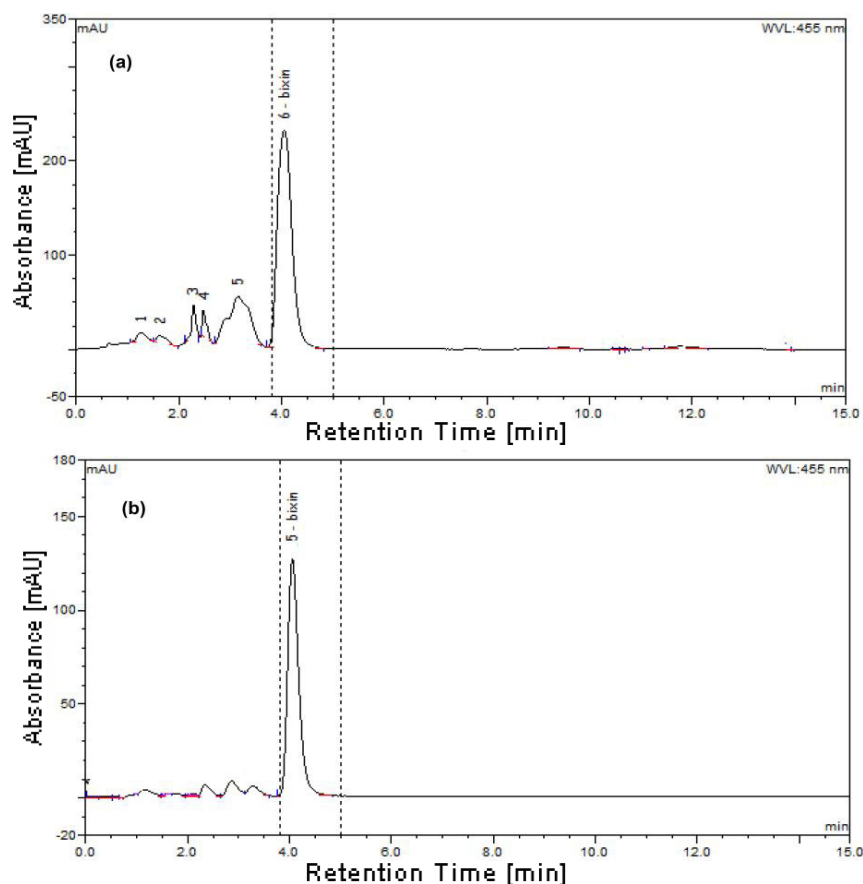 350
mAU
WVL:455 nm
(a)
6 - bixin
200
Absorbance [mAU]
100
1
2
3
4
5
-50
min
0.0 2.0 4.0 6.0 8.0 10.0 12.0 15.0
Retention Time [min]
180
mAU
WVL:455 nm
150
(b)
5 - bixin
100
Absorbance [mAU]
50
-20
min
0.0 2.0 4.0 6.0 8.0 10.0 12.0 15.0
Retention Time [min]